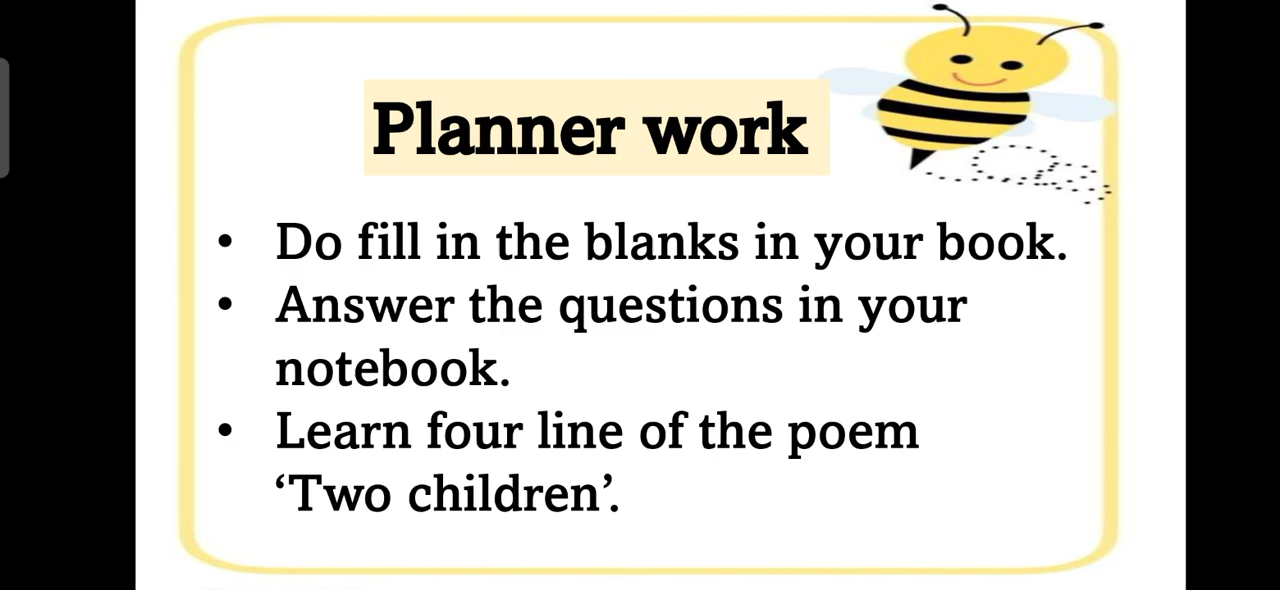 Planner work
• Do fill in the blanks in your book.
• Answer the questions in your
notebook.
• Learn four line of the poem
‘Two children’.